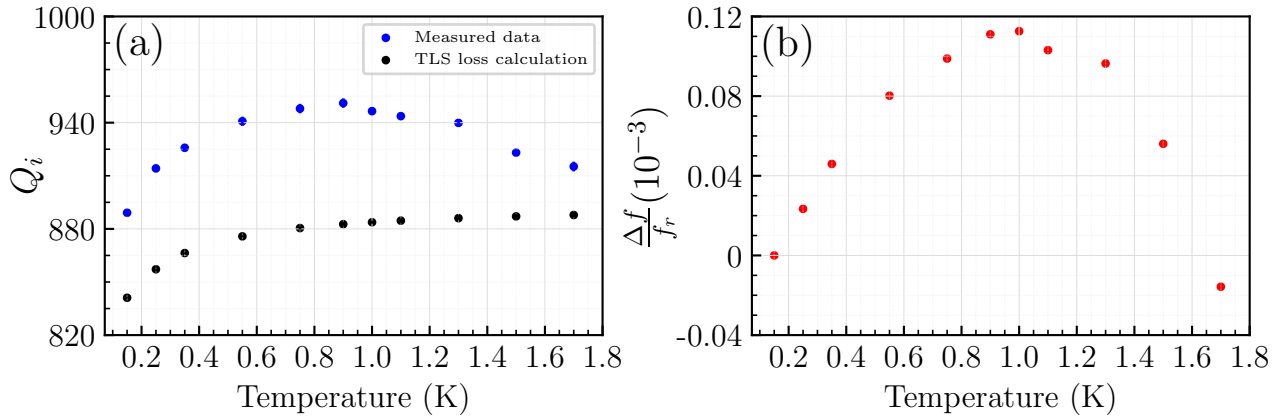 (a)
Measured data
TLS loss calculation
1000
940
880
820
Q_i
0.2 0.4 0.6 0.8 1.0 1.2 1.4 1.6 1.8
Temperature (K)
(b)
0.12
0.08
0.04
0
-0.04
Δf/f_r (10^{-3})
0.2 0.4 0.6 0.8 1.0 1.2 1.4 1.6 1.8
Temperature (K)